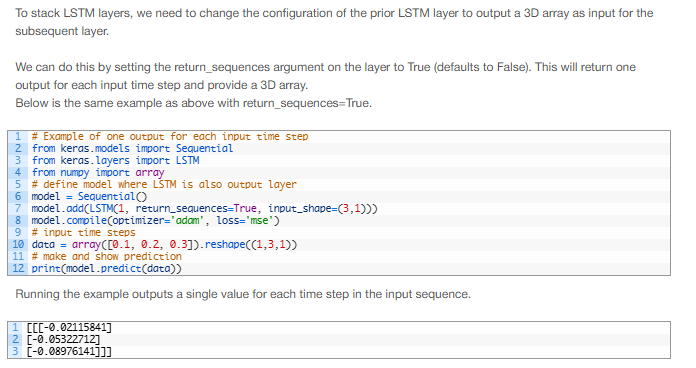 To stack LSTM layers, we need to change the configuration of the prior LSTM layer to output a 3D array as input for the
subsequent layer.
We can do this by setting the return_sequences argument on the layer to True (defaults to False). This will return one
output for each input time step and provide a 3D array.
Below is the same example as above with return_sequences=True.
1 # Example of one output for each input time step
2 from keras.models import Sequential
3 from keras.layers import LSTM
4 from numpy import array
5 # define model where LSTM is also output layer
6 model = Sequential()
7 model.add(LSTM(1, return_sequences=True, input_shape=(3,1)))
8 model.compile(optimizer='adam', loss='mse')
9 # input time steps
10 data = array([0.1, 0.2, 0.3]).reshape((1,3,1))
11 # make and show prediction
12 print(model.predict(data))
Running the example outputs a single value for each time step in the input sequence.
1 [[[-0.02115841]
2 [-0.05322712]
3 [-0.08976141]]]